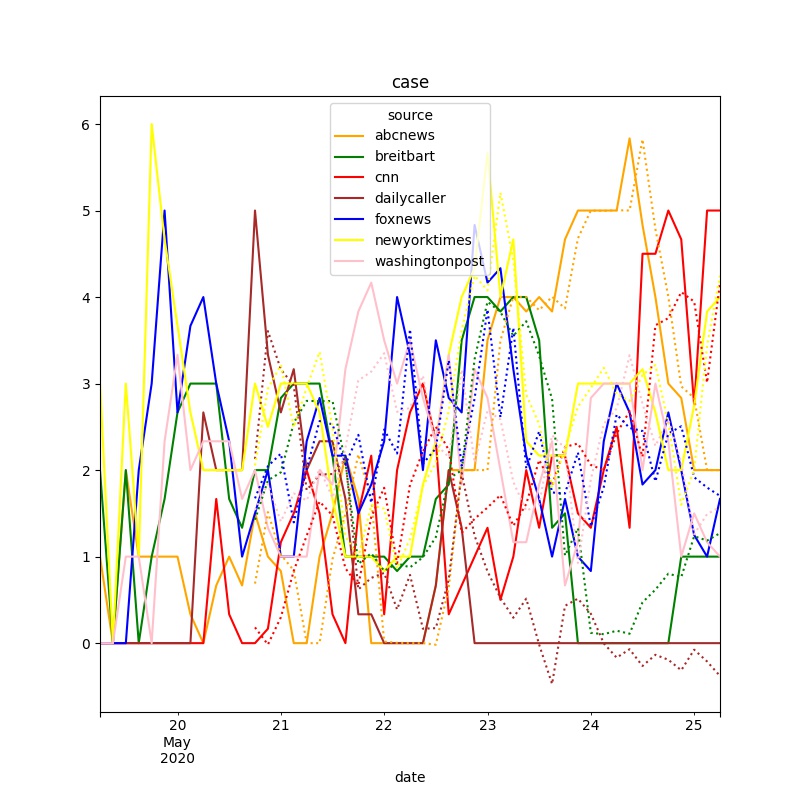 case
source
abcnews
breitbart
cnn
dailycaller
foxnews
newyorktimes
washingtonpost
6
5
4
3
2
1
0
20 21 22 23 24 25
May
2020
date